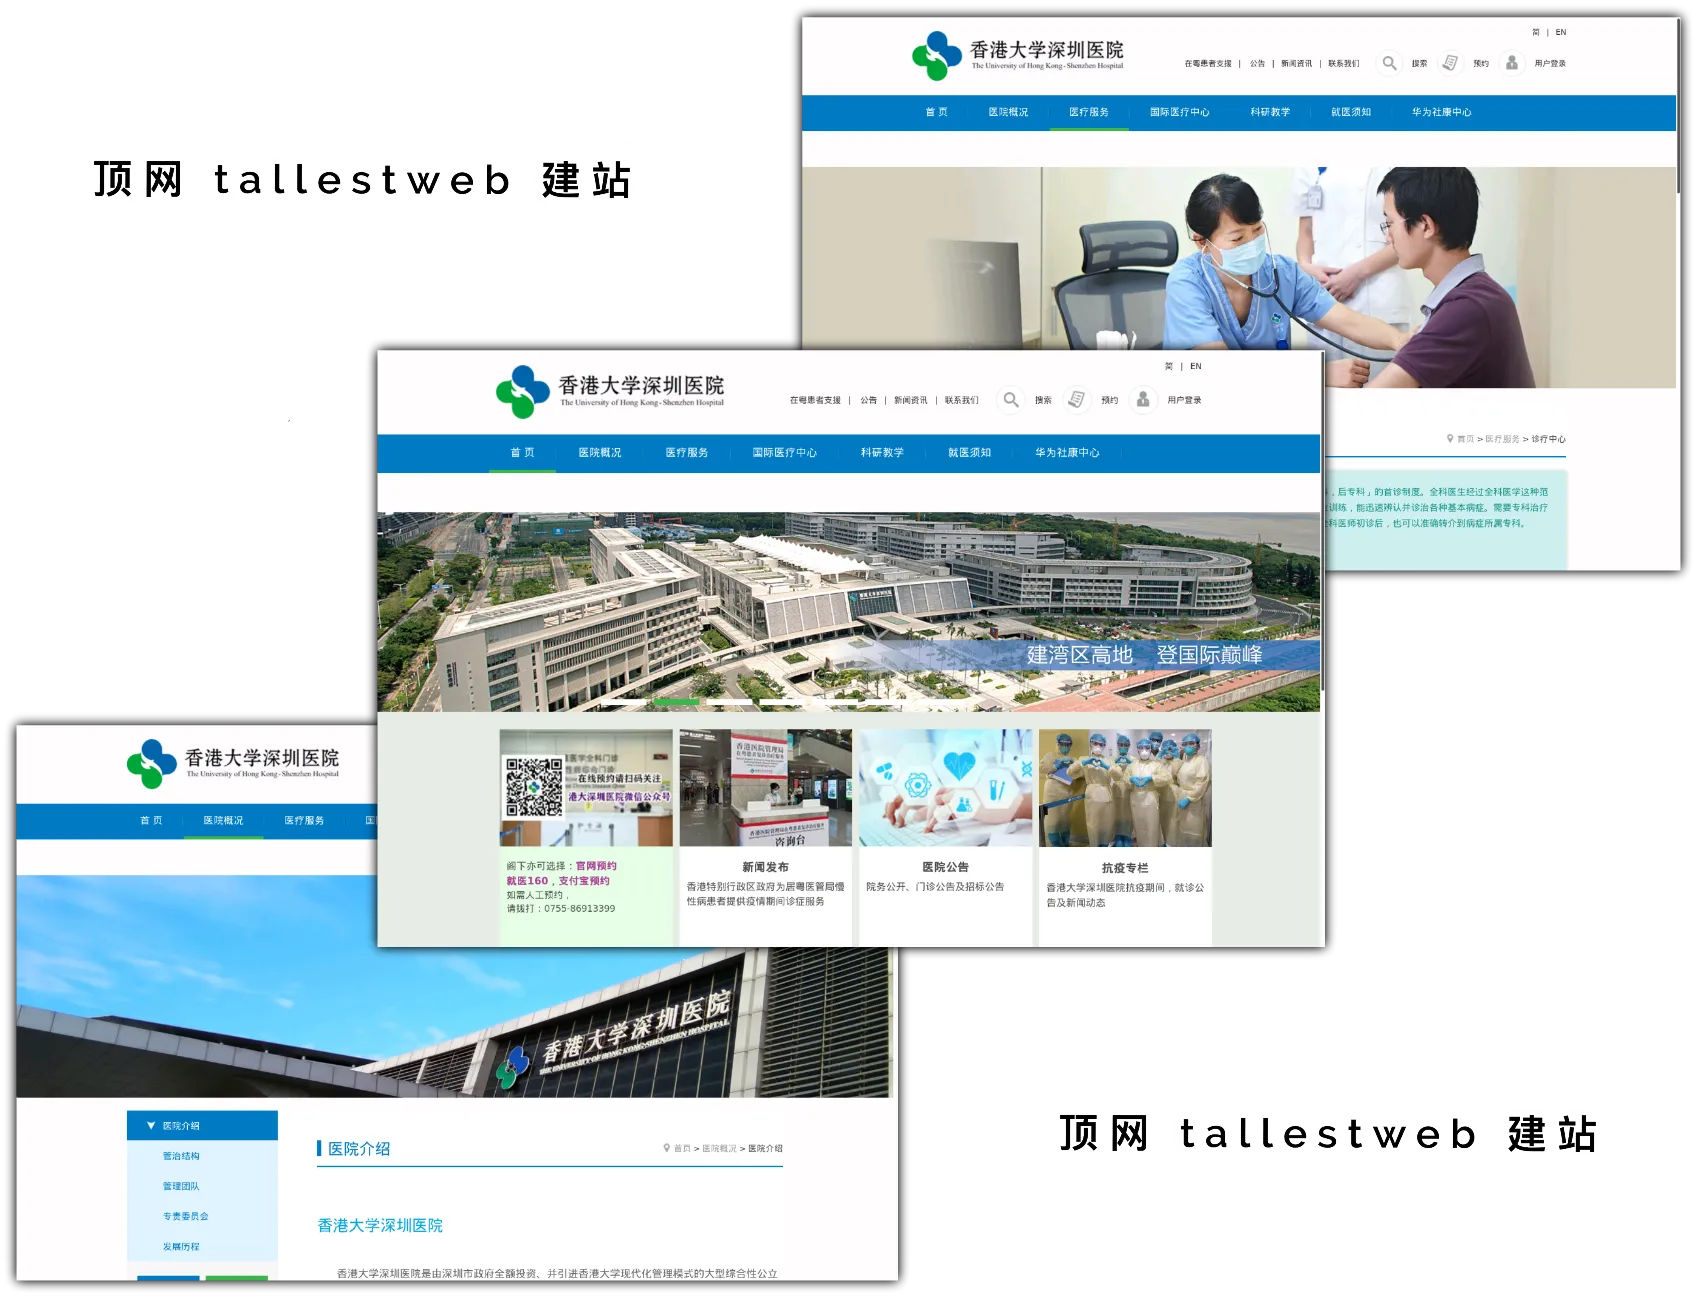 顶网 tallestweb 建站
简 | EN
香港大学深圳医院
The University of Hong Kong - Shenzhen Hospital
在粤患者支援 | 公告 | 新闻资讯 | 联系我们 搜索 预约 用户登录
首 页 医院概况 医疗服务 国际医疗中心 科研教学 就医须知 华为社康中心
首页 > 医疗服务 > 诊疗中心
，后专科」的首诊制度。全科医生经过全科医学这种范
训练，能迅速辨认并诊治各种基本病症。需要专科治疗
科医师初诊后，也可以准确转介到病症所属专科。
简 | EN
香港大学深圳医院
The University of Hong Kong - Shenzhen Hospital
在粤患者支援 | 公告 | 新闻资讯 | 联系我们 搜索 预约 用户登录
首 页 医院概况 医疗服务 国际医疗中心 科研教学 就医须知 华为社康中心
建湾区高地 登国际巅峰
在线预约请扫码关注
港大深圳医院微信公众号
香港医院管理局
咨询台
阁下亦可选择：官网预约
就医160，支付宝预约
如需人工预约，
请拨打：0755-86913399
新闻发布
香港特别行政区政府为居粤医管局慢
性病患者提供疫情期间诊症服务
医院公告
院务公开、门诊公告及招标公告
抗疫专栏
香港大学深圳医院抗疫期间，就诊公
告及新闻动态
香港大学深圳医院
The University of Hong Kong - Shenzhen Hospital
首 页 医院概况 医疗服务 国
香港大学深圳医院
THE UNIVERSITY OF HONG KONG-SHENZHEN HOSPITAL
医院介绍
管治结构
管理团队
专责委员会
发展历程
医院介绍
首页 > 医院概况 > 医院介绍
香港大学深圳医院
香港大学深圳医院是由深圳市政府全额投资、并引进香港大学现代化管理模式的大型综合性公立
顶网 tallestweb 建站